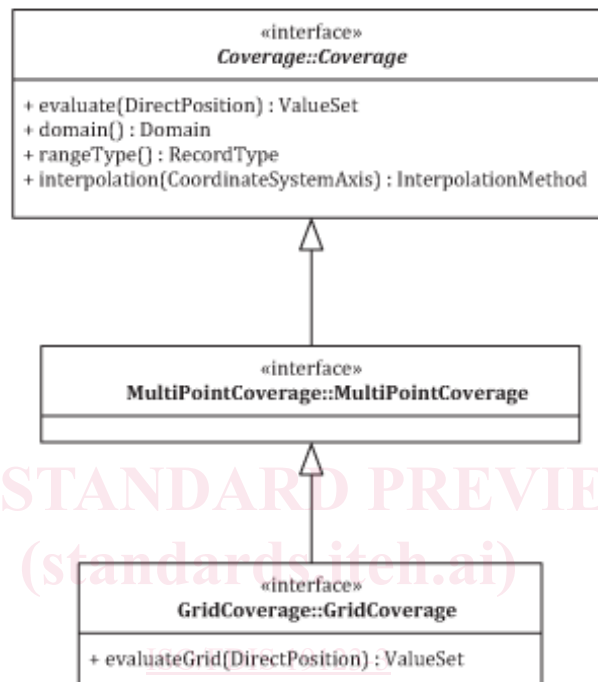 «interface»
Coverage::Coverage
+ evaluate(DirectPosition) : ValueSet
+ domain() : Domain
+ rangeType() : RecordType
+ interpolation(CoordinateSystemAxis) : InterpolationMethod
«interface»
MultiPointCoverage::MultiPointCoverage
STANDARD PREVIE
(standards.iteh.ai)
«interface»
GridCoverage::GridCoverage
+ evaluateGrid(DirectPosition) : ValueSet